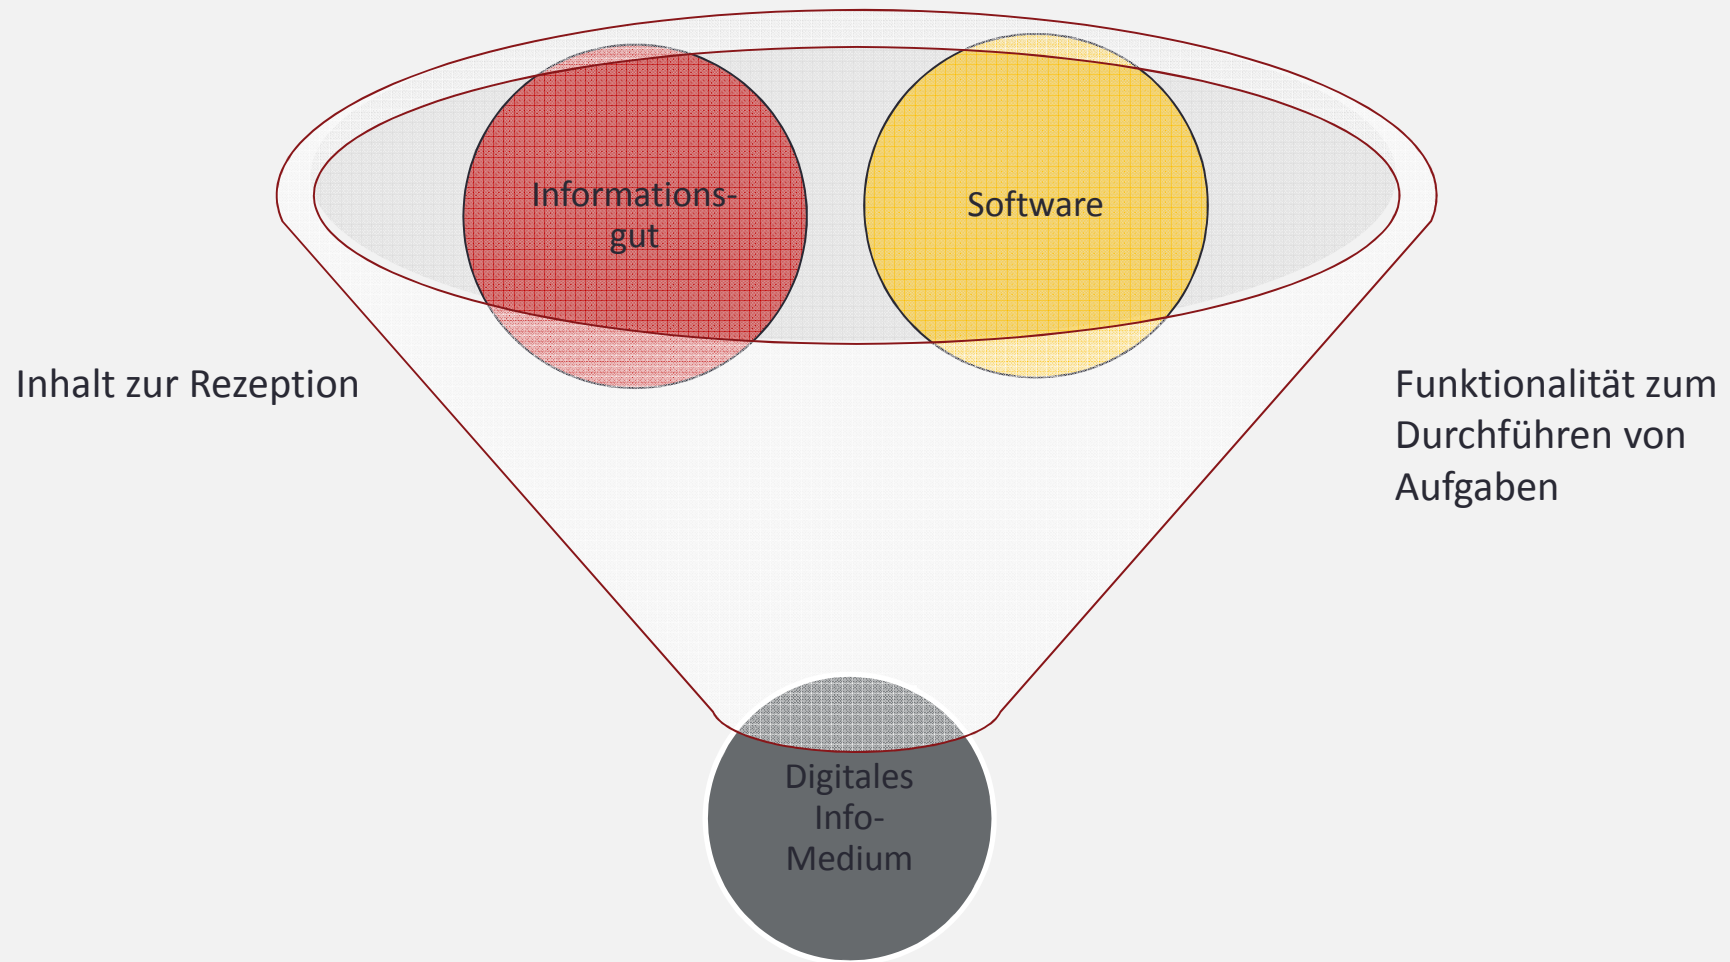 Informations-
gut
Software
Inhalt zur Rezeption
Funktionalität zum
Durchführen von
Aufgaben
Digitales
Info-
Medium